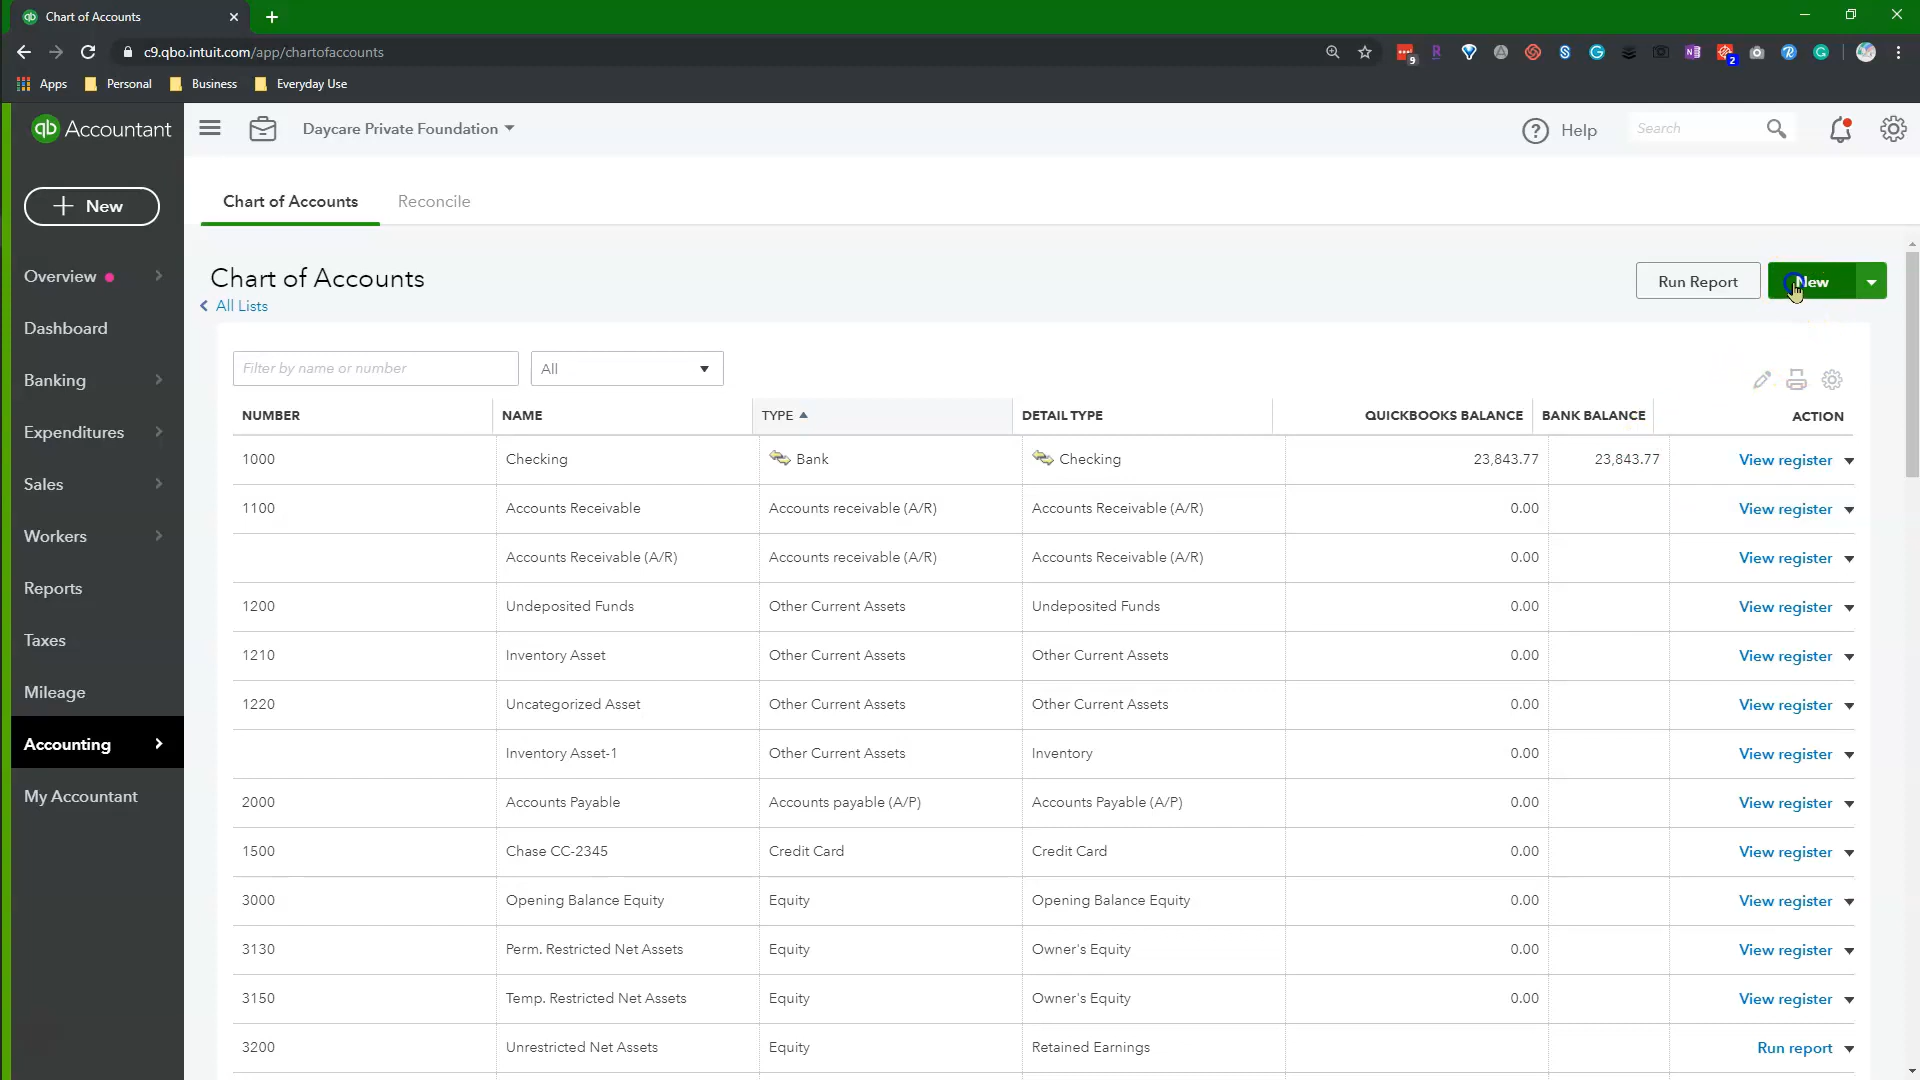 Chart of Accounts
c9.qbo.intuit.com/app/chartofaccounts
9
2
Apps Personal Business Everyday Use
qb Accountant
Daycare Private Foundation
Help
Search
New
Overview
Dashboard
Banking
Expenditures
Sales
Workers
Reports
Taxes
Mileage
Accounting
My Accountant
Chart of Accounts Reconcile
Chart of Accounts
All Lists
Run Report New
Filter by name or number All
NUMBER NAME TYPE DETAIL TYPE QUICKBOOKS BALANCE BANK BALANCE ACTION
1000 Checking Bank Checking 23,843.77 23,843.77 View register
1100 Accounts Receivable Accounts receivable (A/R) Accounts Receivable (A/R) 0.00 View register
Accounts Receivable (A/R) Accounts receivable (A/R) Accounts Receivable (A/R) 0.00 View register
1200 Undeposited Funds Other Current Assets Undeposited Funds 0.00 View register
1210 Inventory Asset Other Current Assets Other Current Assets 0.00 View register
1220 Uncategorized Asset Other Current Assets Other Current Assets 0.00 View register
Inventory Asset-1 Other Current Assets Inventory 0.00 View register
2000 Accounts Payable Accounts payable (A/P) Accounts Payable (A/P) 0.00 View register
1500 Chase CC-2345 Credit Card Credit Card 0.00 View register
3000 Opening Balance Equity Equity Opening Balance Equity 0.00 View register
3130 Perm. Restricted Net Assets Equity Owner's Equity 0.00 View register
3150 Temp. Restricted Net Assets Equity Owner's Equity 0.00 View register
3200 Unrestricted Net Assets Equity Retained Earnings Run report